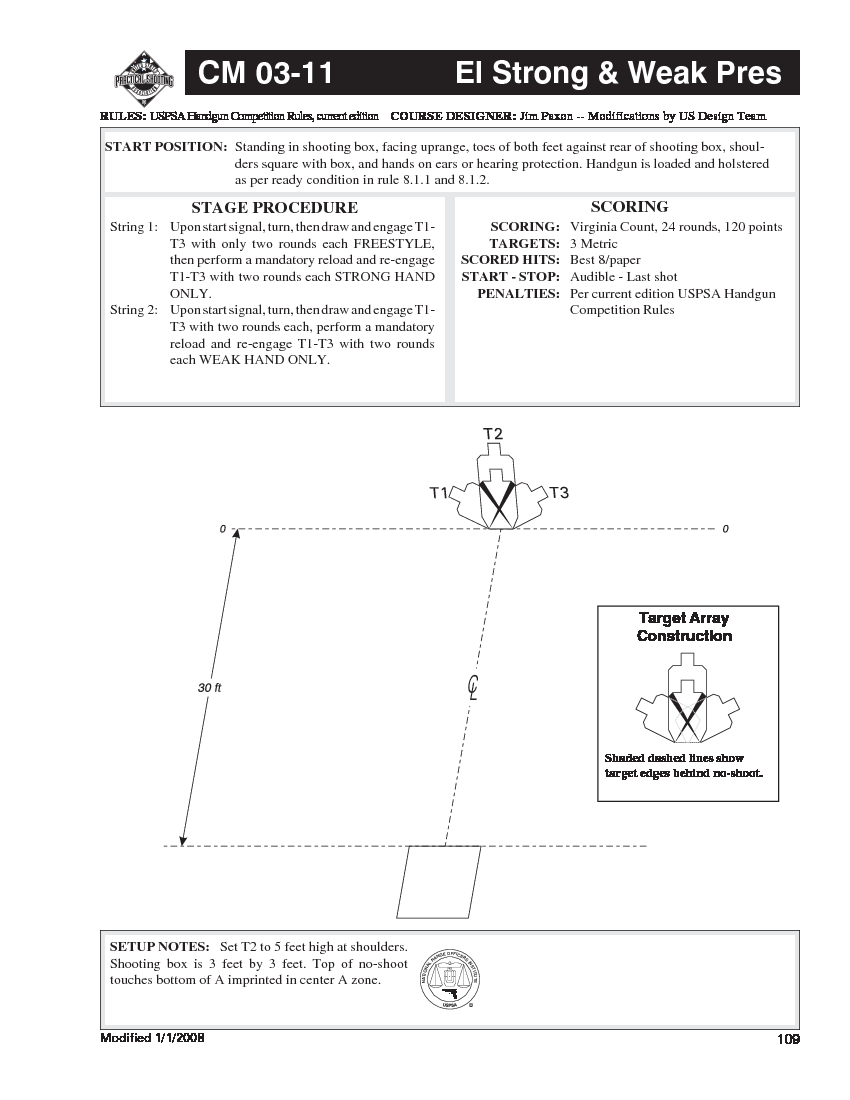 CM 03-11 El Strong & Weak Pres
PRACTICAL SHOOTING
RULES: USPSA Handgun Competition Rules, current edition COURSE DESIGNER: Jim Paxon -- Modifications by US Design Team
START POSITION: Standing in shooting box, facing uprange, toes of both feet against rear of shooting box, shoul-
ders square with box, and hands on ears or hearing protection. Handgun is loaded and holstered
as per ready condition in rule 8.1.1 and 8.1.2.
STAGE PROCEDURE
String 1: Upon start signal, turn, then draw and engage T1-
T3 with only two rounds each FREESTYLE,
then perform a mandatory reload and re-engage
T1-T3 with two rounds each STRONG HAND
ONLY.
String 2: Upon start signal, turn, then draw and engage T1-
T3 with two rounds each, perform a mandatory
reload and re-engage T1-T3 with two rounds
each WEAK HAND ONLY.
SCORING
SCORING: Virginia Count, 24 rounds, 120 points
TARGETS: 3 Metric
SCORED HITS: Best 8/paper
START - STOP: Audible - Last shot
PENALTIES: Per current edition USPSA Handgun
Competition Rules
T2
T1 T3
0 0
30 ft
CL
Target Array
Construction
Shaded dashed lines show
target edges behind no-shoot.
SETUP NOTES: Set T2 to 5 feet high at shoulders.
Shooting box is 3 feet by 3 feet. Top of no-shoot
touches bottom of A imprinted in center A zone.
NATIONAL RANGE OFFICERS INSTITUTE
USPSA
Modified 1/1/2008 109